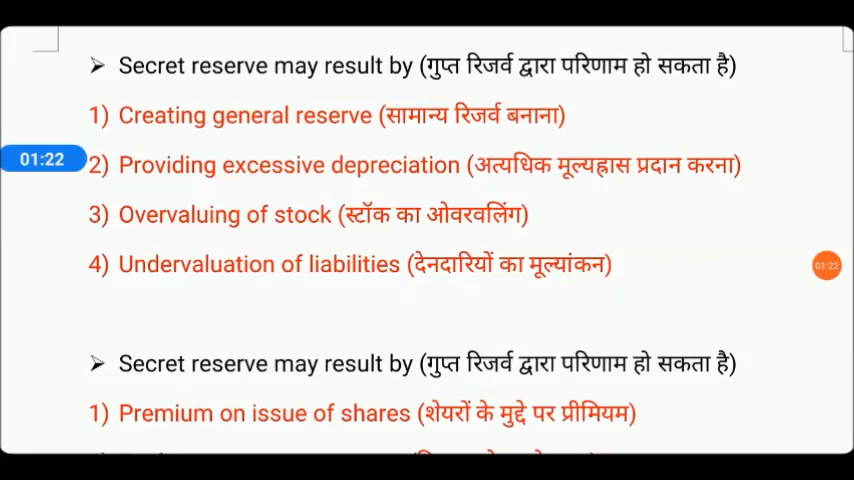 ➢ Secret reserve may result by (गुप्त रिजर्व द्वारा परिणाम हो सकता है)
1) Creating general reserve (सामान्य रिजर्व बनाना)
01:22
2) Providing excessive depreciation (अत्यधिक मूल्यह्रास प्रदान करना)
3) Overvaluing of stock (स्टॉक का ओवरवलिंग)
4) Undervaluation of liabilities (देनदारियों का मूल्यांकन)
01:22
➢ Secret reserve may result by (गुप्त रिजर्व द्वारा परिणाम हो सकता है)
1) Premium on issue of shares (शेयरों के मुद्दे पर प्रीमियम)